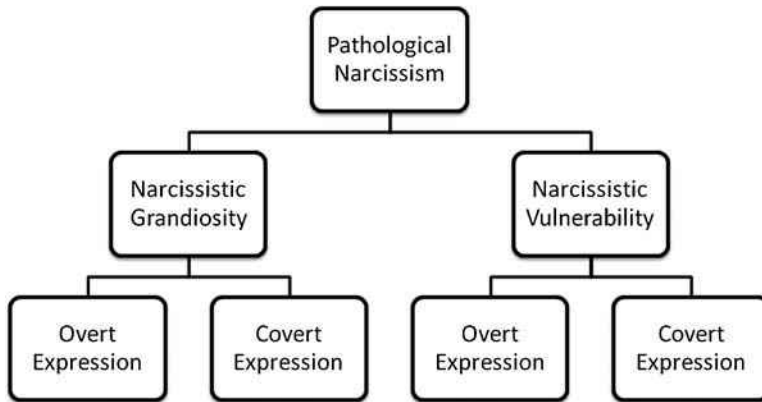 Pathological
Narcissism
Narcissistic
Grandiosity
Narcissistic
Vulnerability
Overt
Expression
Covert
Expression
Overt
Expression
Covert
Expression